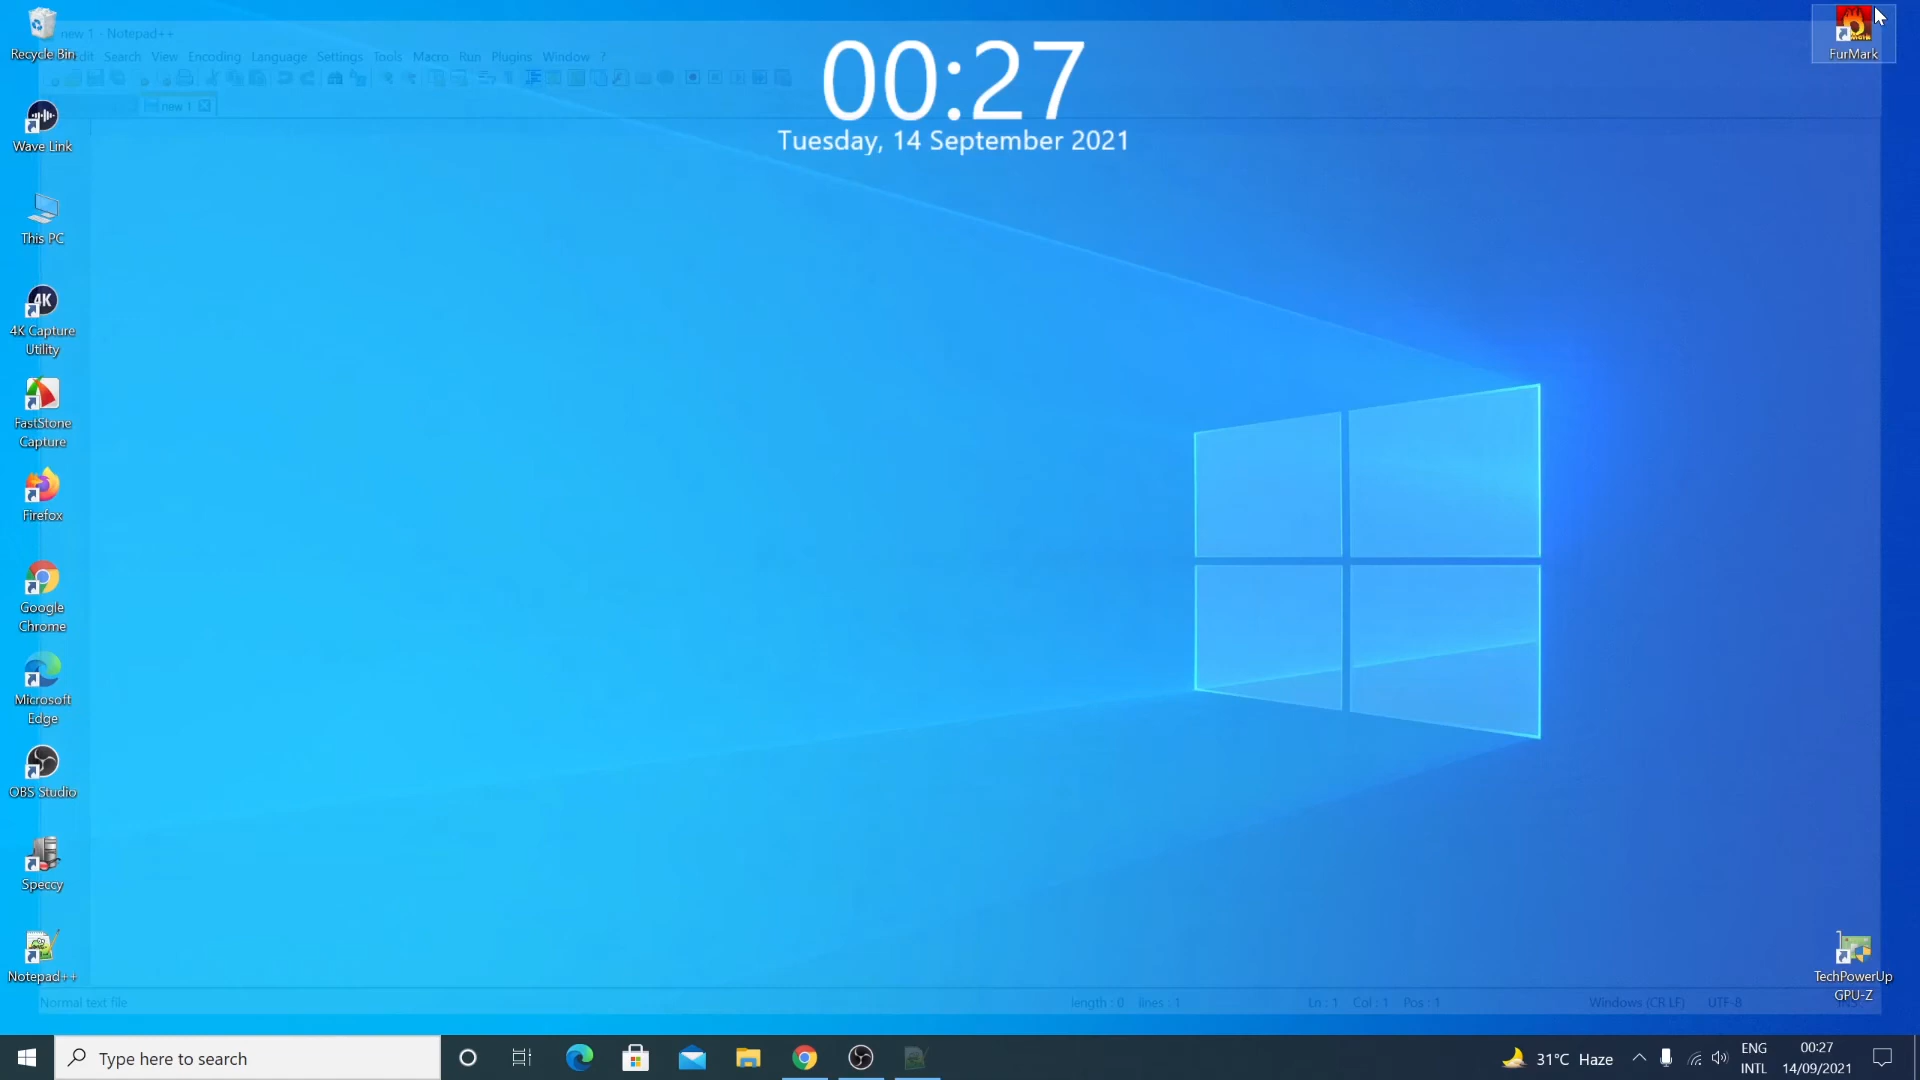 new 1 - Notepad++
Edit Search View Encoding Language Settings Tools Macro Run Plugins Window ?
new 1
00:27
Tuesday, 14 September 2021
Recycle Bin
Wave Link
This PC
4K Capture
Utility
FastStone
Capture
Firefox
Google
Chrome
Microsoft
Edge
OBS Studio
Speccy
Notepad++
FurMark
TechPowerUp
GPU-Z
Normal text file
length : 0 lines : 1
Ln : 1 Col : 1 Pos : 1
Windows (CR LF)
UTF-8
Type here to search
31°C Haze
ENG
INTL
00:27
14/09/2021